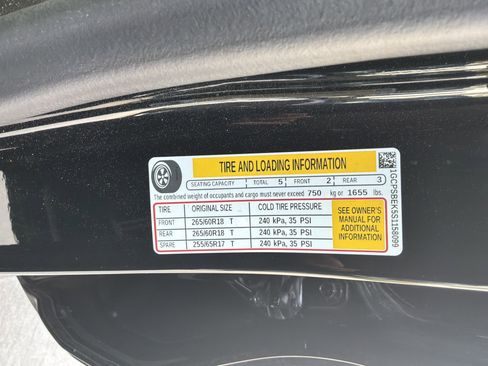 TIRE AND LOADING INFORMATION
SEATING CAPACITY TOTAL 5 FRONT 2 REAR 3
The combined weight of occupants and cargo must never exceed 750 kg or 1655 lbs.
TIRE ORIGINAL SIZE COLD TIRE PRESSURE
FRONT 265/60R18 T 240 kPa, 35 PSI
REAR 265/60R18 T 240 kPa, 35 PSI
SPARE 255/65R17 T 240 kPa, 35 PSI
SEE OWNER'S
MANUAL FOR
ADDITIONAL
INFORMATION
1GCPSBEK5S1158099